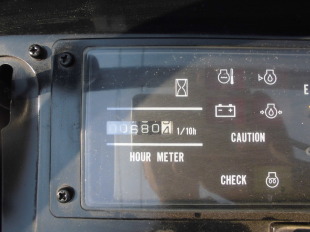 E
00680 1/10h
CAUTION
HOUR METER
CHECK